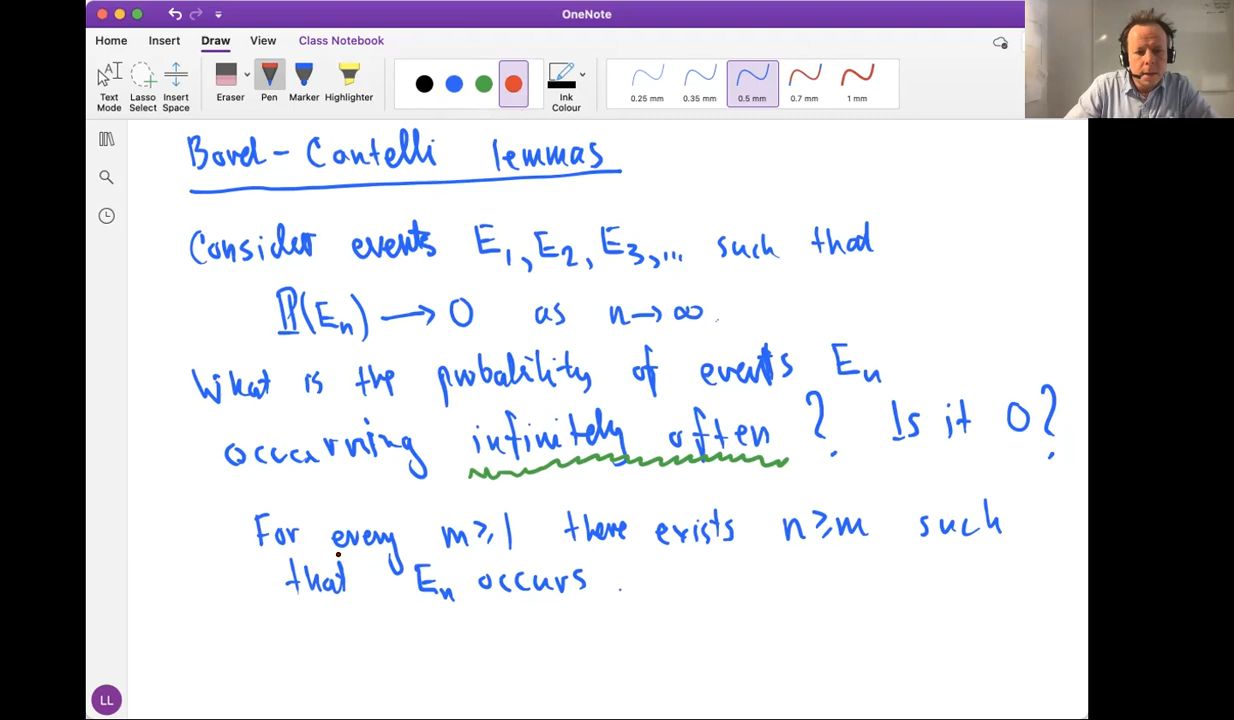 OneNote
Home Insert Draw View Class Notebook
Text Mode
Lasso Select
Insert Space
Eraser
Pen
Marker
Highlighter
Ink Colour
0.25 mm
0.35 mm
0.5 mm
0.7 mm
1 mm
Borel-Cantelli lemmas
Consider events E₁, E₂, E₃,... such that
ℙ(Eₙ) → 0 as n→∞.
What is the probability of events Eₙ
occurring infinitely often? Is it 0?
For every m≥1 there exists n≥m such
that Eₙ occurs.
LL